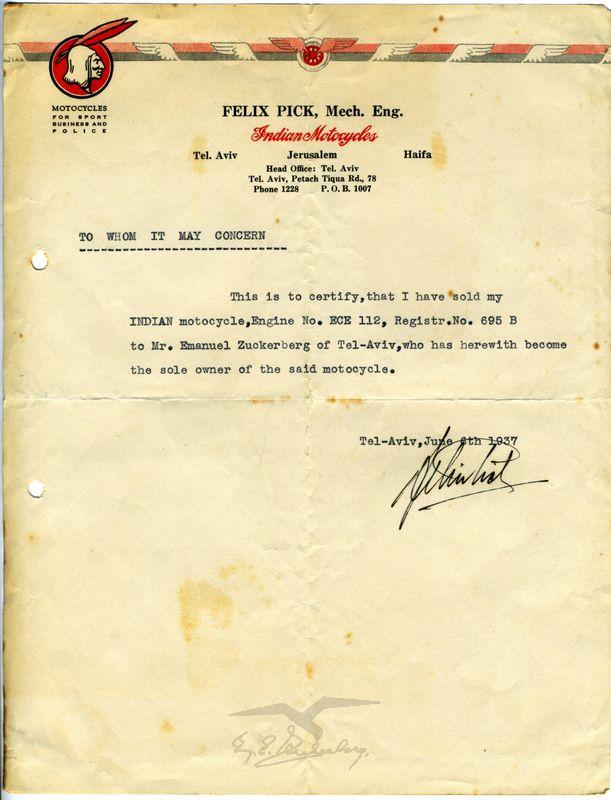 MOTOCYCLES
FOR SPORT
BUSINESS AND
POLICE
FELIX PICK, Mech. Eng.
Indian Motocycles
Tel. Aviv Jerusalem Haifa
Head Office: Tel. Aviv
Tel. Aviv, Petach Tiqua Rd., 78
Phone 1228 P. O. B. 1007
TO WHOM IT MAY CONCERN
This is to certify,that I have sold my
INDIAN motocycle,Engine No. ECE 112, Registr.No. 695 B
to Mr. Emanuel Zuckerberg of Tel-Aviv,who has herewith become
the sole owner of the said motocycle.
Tel-Aviv,June 8th 1937